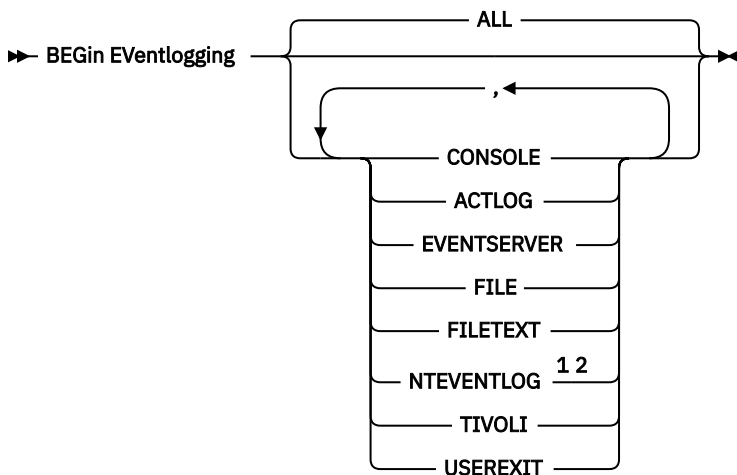 ALL
BEGin EVentlogging
,
CONSOLE
ACTLOG
EVENTSERVER
FILE
FILETEXT
NTEVENTLOG 1 2
TIVOLI
USEREXIT